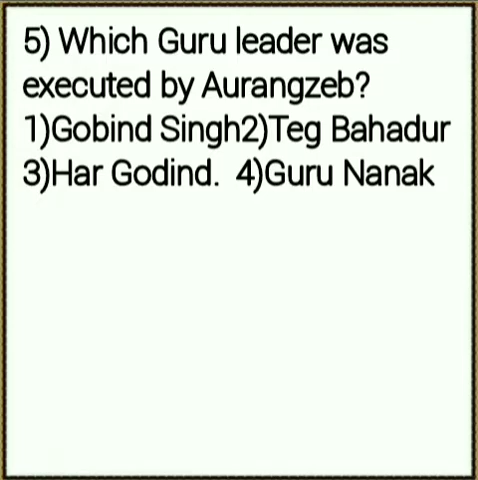 5) Which Guru leader was
executed by Aurangzeb?
1)Gobind Singh2)Teg Bahadur
3)Har Godind.  4)Guru Nanak